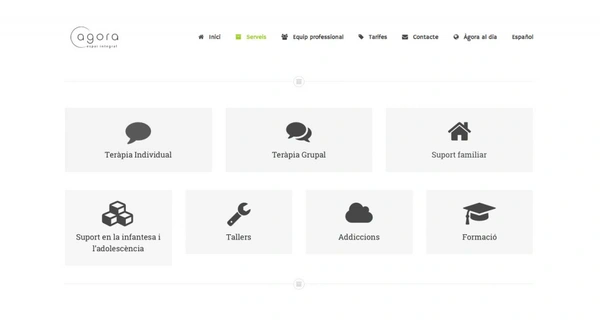 àgora
espai integral
Inici
Serveis
Equip professional
Tarifes
Contacte
Àgora al dia
Español
Teràpia Individual
Teràpia Grupal
Suport familiar
Suport en la infantesa i
l'adolescència
Tallers
Addiccions
Formació